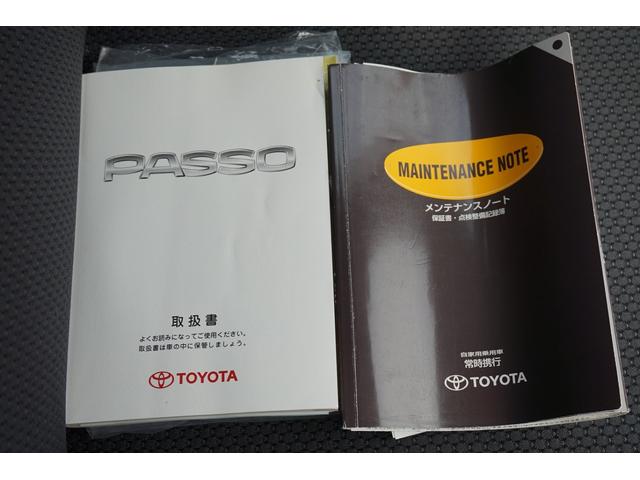 PASSO
取扱書
よくお読みになってご使用ください。
取扱書は車の中に保管しましょう。
TOYOTA
MAINTENANCE NOTE
メンテナンスノート
保証書・点検整備記録簿
自家用乗用車
常時携行
TOYOTA